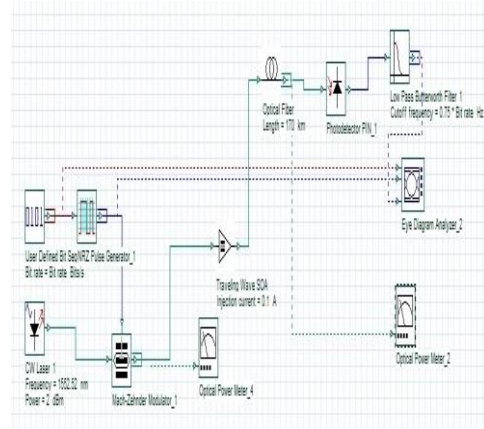 Optical Fiber
Length = 170 km
Photodetector PIN_1
Low Pass Butterworth Filter 1
Cutoff frequency = 0.75 * Bit rate Hz
Eye Diagram Analyzer_2
User Defined Bit Seq
NRZ Pulse Generator_1
Bit rate = Bit rate Bits/s
Traveling Wave SOA
Injection current = 0.1 A
CW Laser 1
Frequency = 1552.52 nm
Power = 2 dBm
Mach-Zehnder Modulator_1
Optical Power Meter_4
Optical Power Meter_2